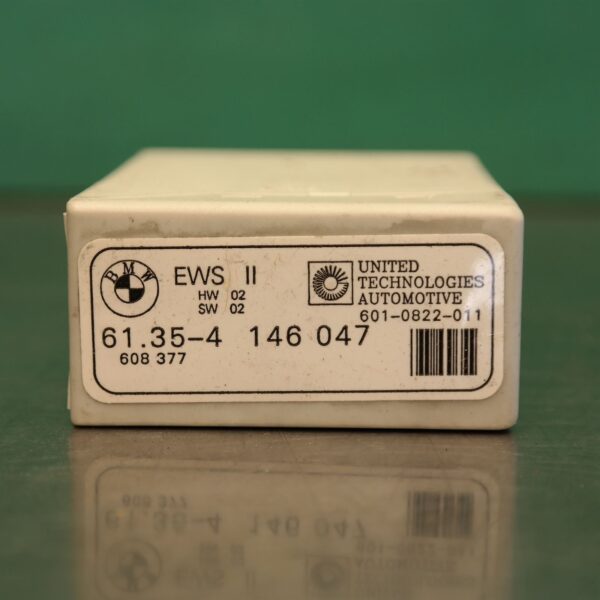 BMW
EWS II
HW 02
SW 02
UNITED
TECHNOLOGIES
AUTOMOTIVE
601-0822-011
61.35-4 146 047
608 377